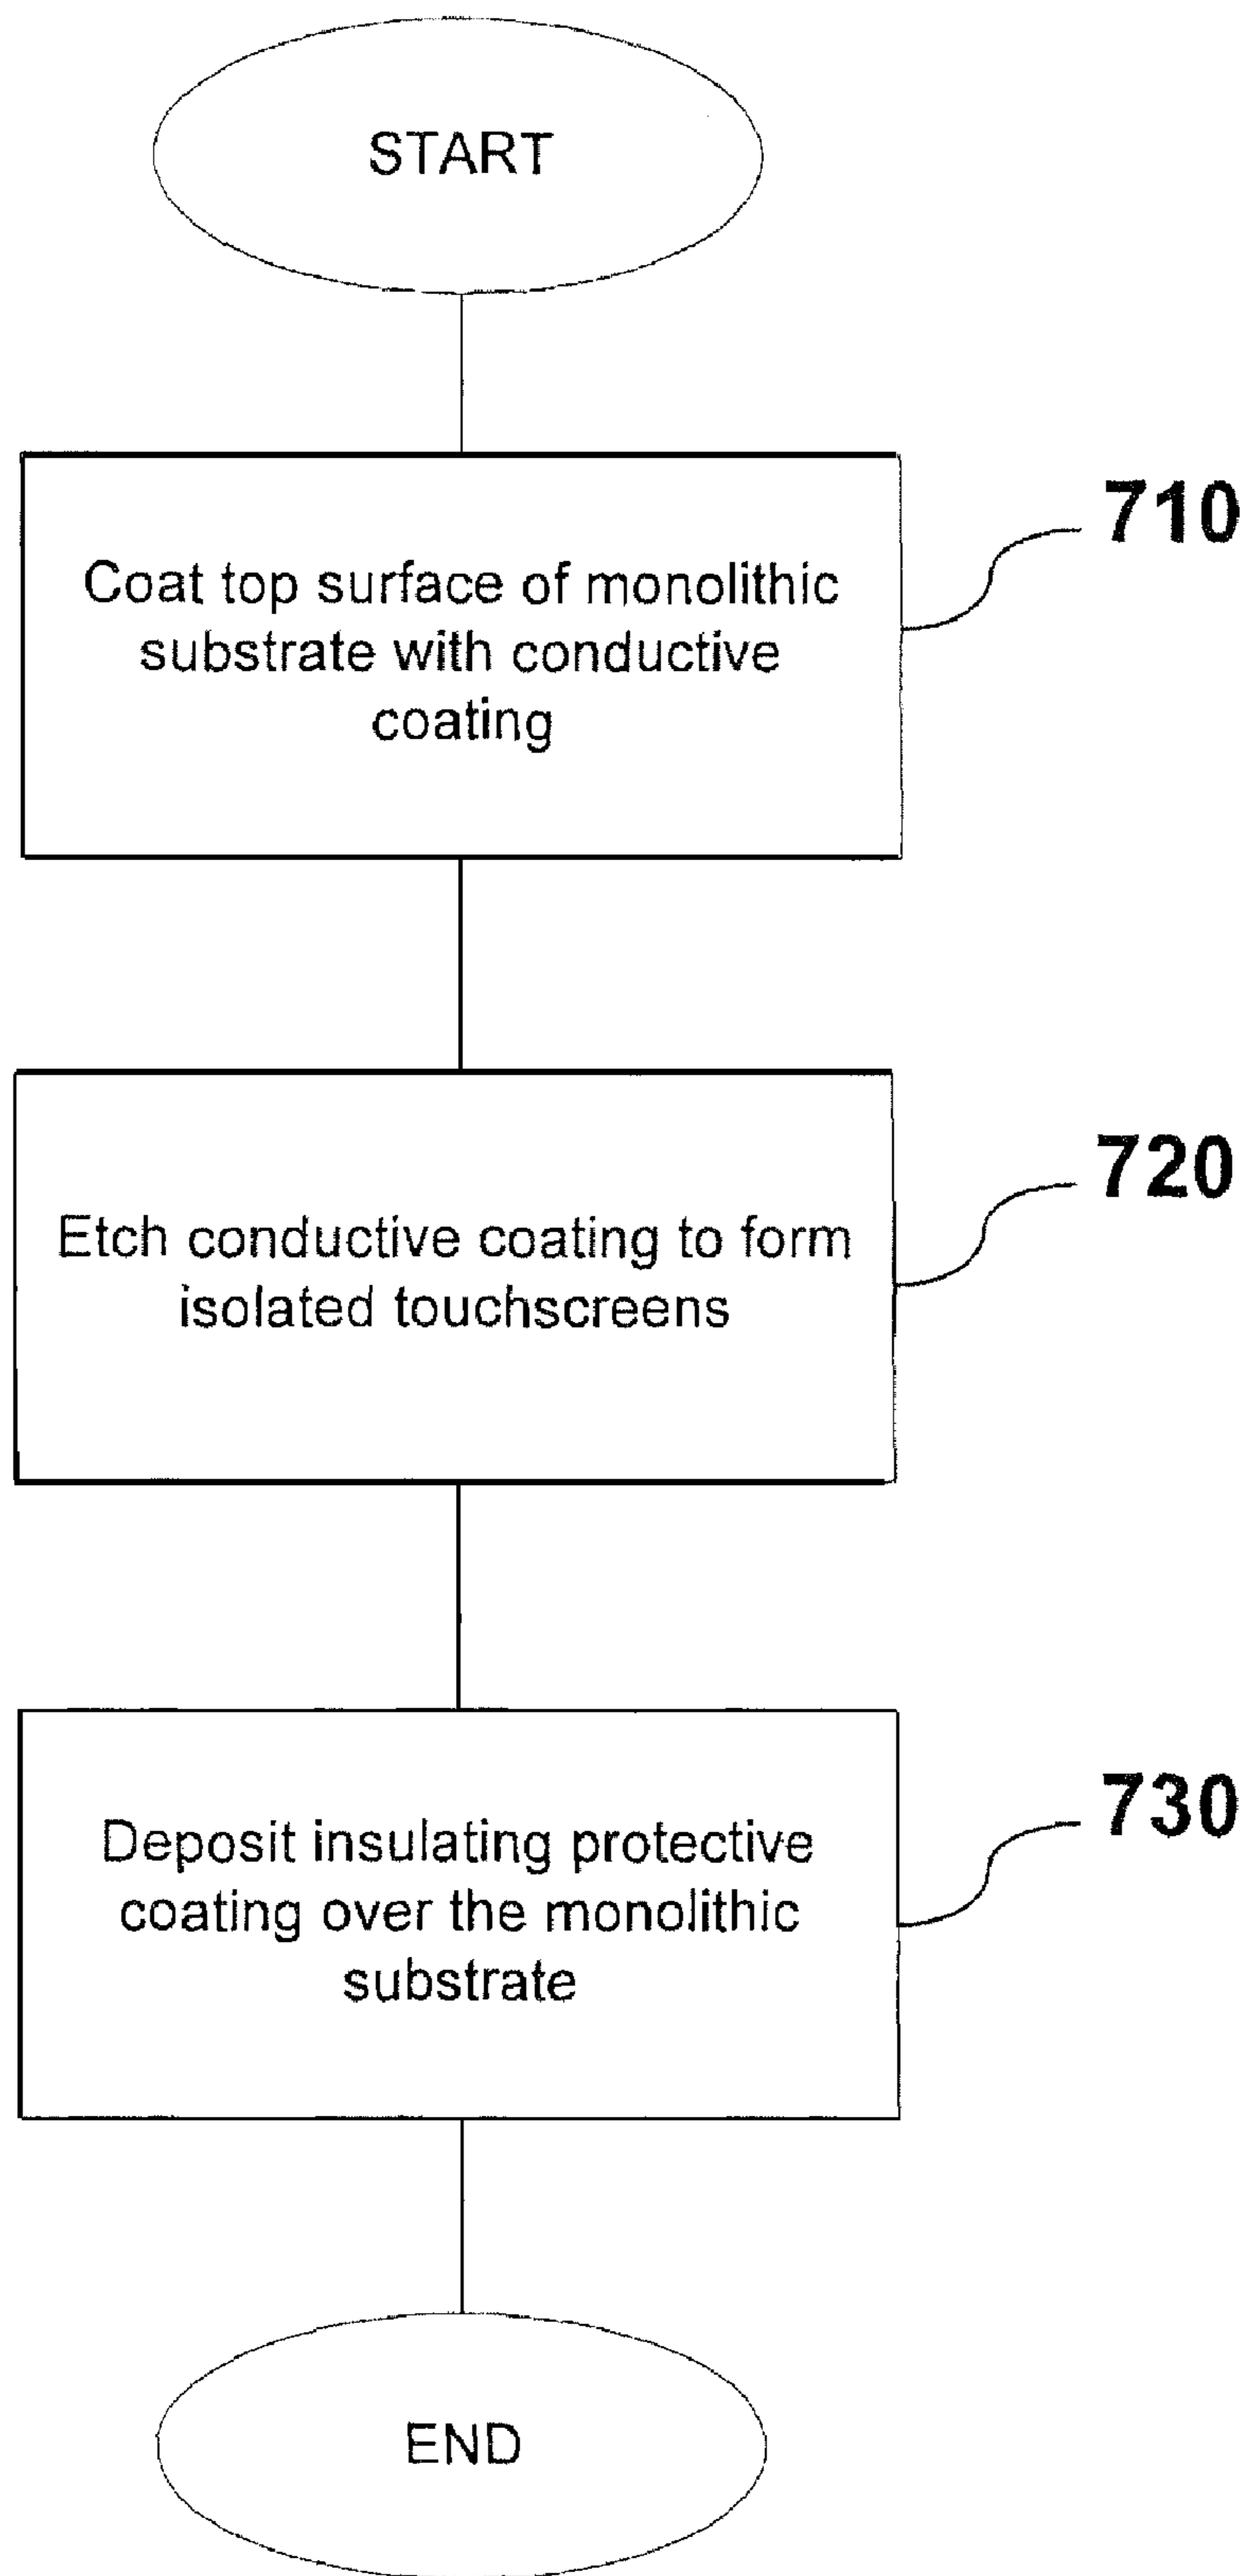 START
710
Coat top surface of monolithic
substrate with conductive
coating
720
Etch conductive coating to form
isolated touchscreens
730
Deposit insulating protective
coating over the monolithic
substrate
END